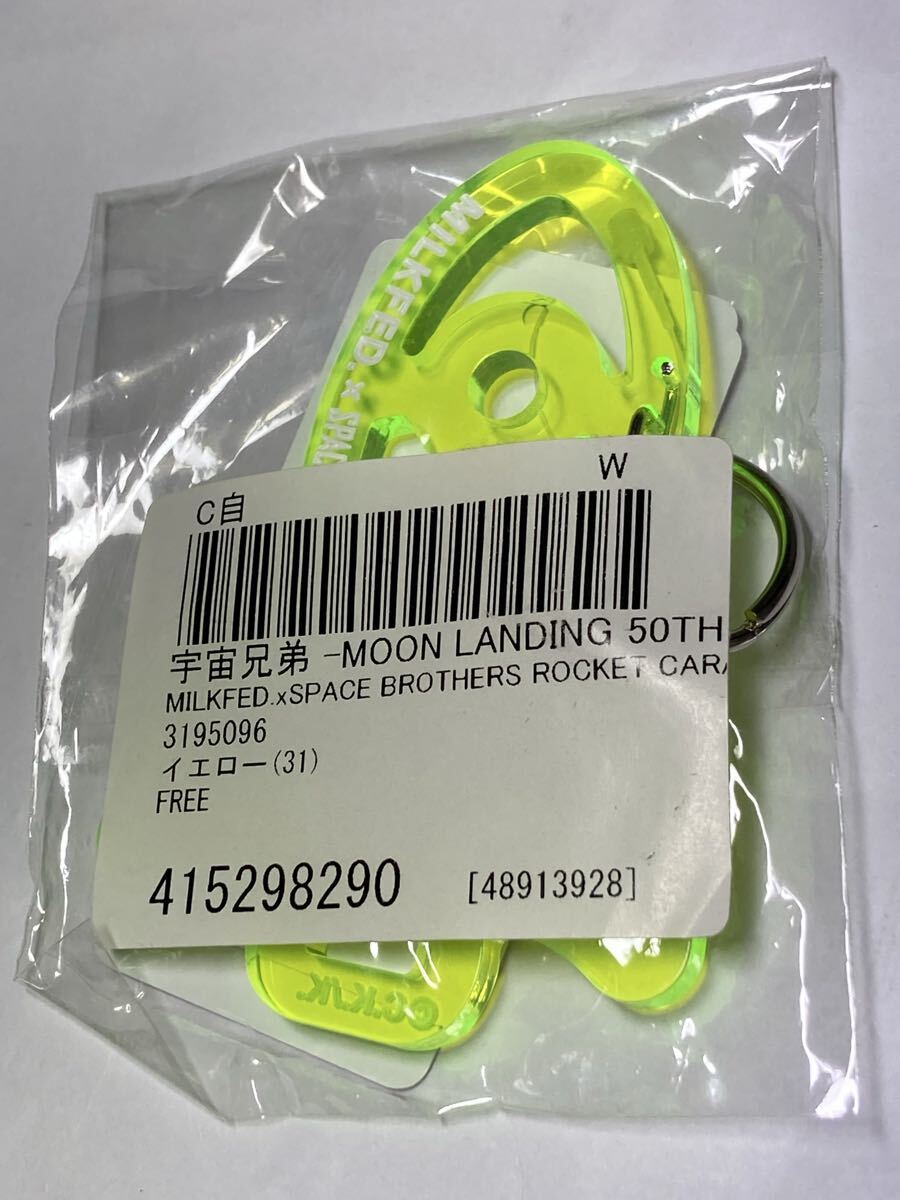 MILKFED.× SPA
C自
W
宇宙兄弟 -MOON LANDING 50TH
MILKFED.xSPACE BROTHERS ROCKET CAR
3195096
イエロー(31)
FREE
415298290 [48913928]